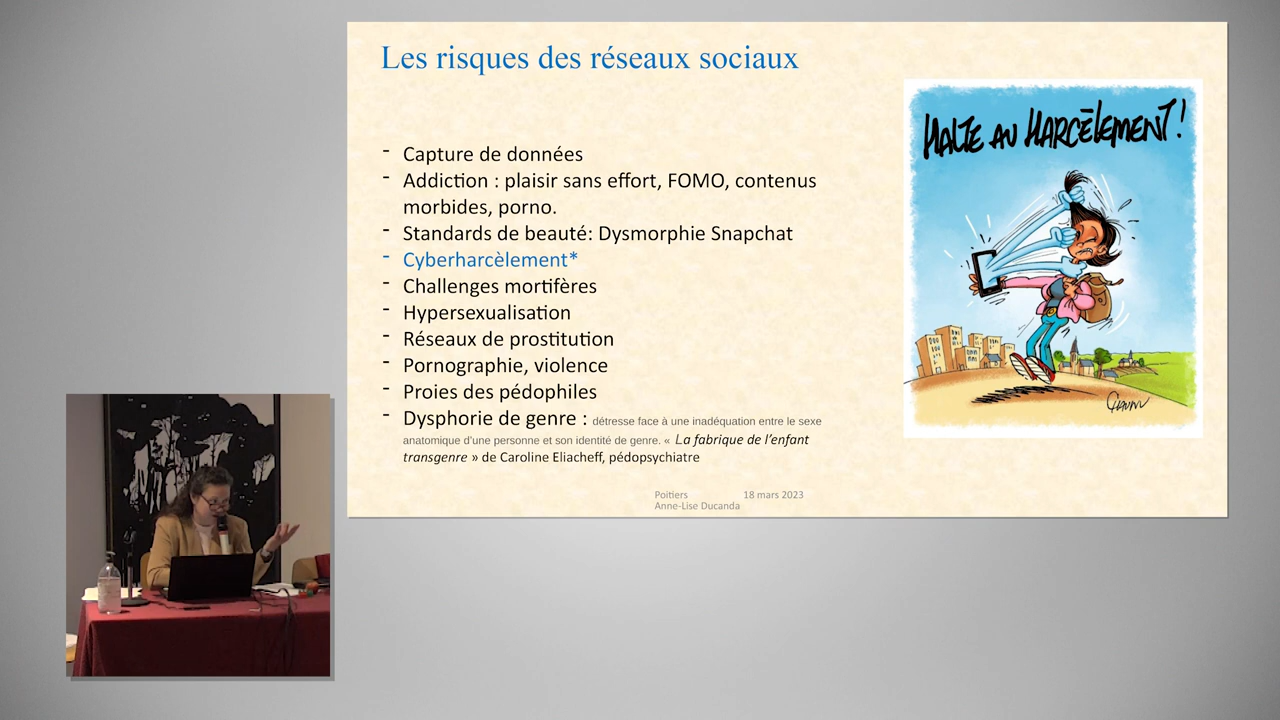 Les risques des réseaux sociaux
- Capture de données
- Addiction : plaisir sans effort, FOMO, contenus
morbides, porno.
- Standards de beauté: Dysmorphie Snapchat
- Cyberharcèlement*
- Challenges mortifères
- Hypersexualisation
- Réseaux de prostitution
- Pornographie, violence
- Proies des pédophiles
- Dysphorie de genre : détresse face à une inadéquation entre le sexe
anatomique d'une personne et son identité de genre. « La fabrique de l'enfant
transgenre » de Caroline Eliacheff, pédopsychiatre
Poitiers 18 mars 2023
Anne-Lise Ducanda
HALTE AU HARCÈLEMENT !